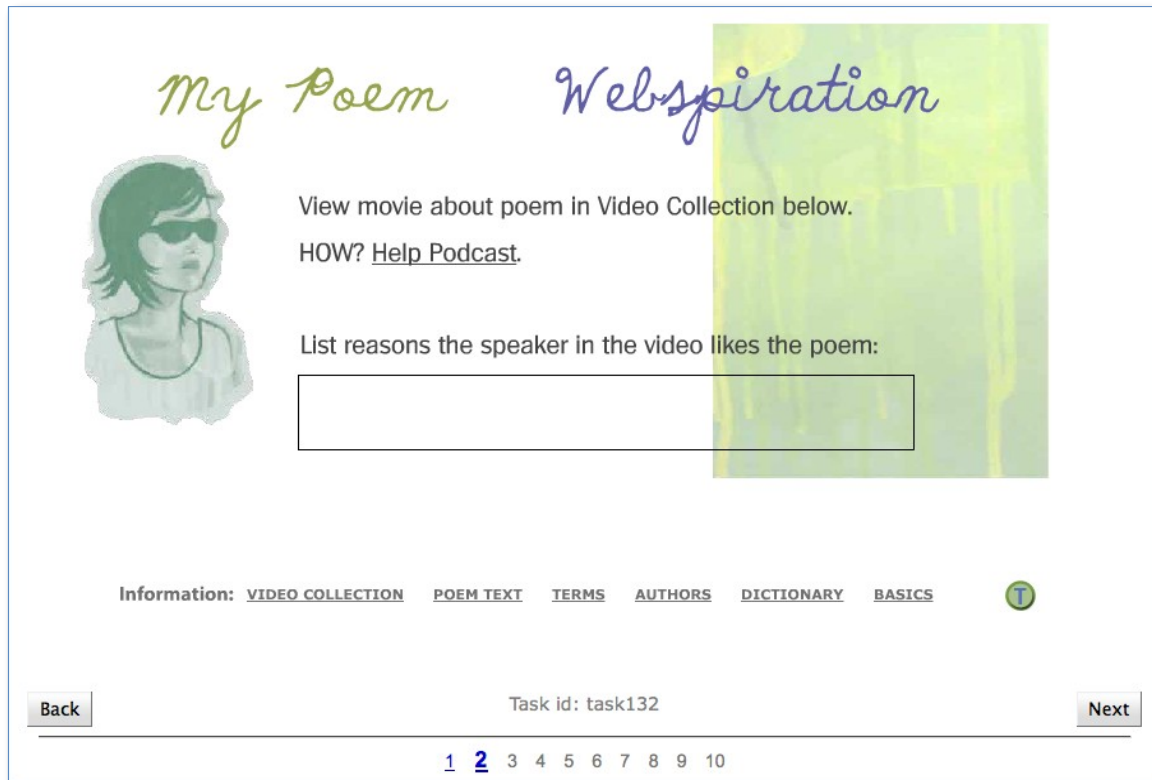 My Poem Webspiration
View movie about poem in Video Collection below.
HOW? Help Podcast.
List reasons the speaker in the video likes the poem:
Information: VIDEO COLLECTION POEM TEXT TERMS AUTHORS DICTIONARY BASICS T
Back Task id: task132 Next
1 2 3 4 5 6 7 8 9 10